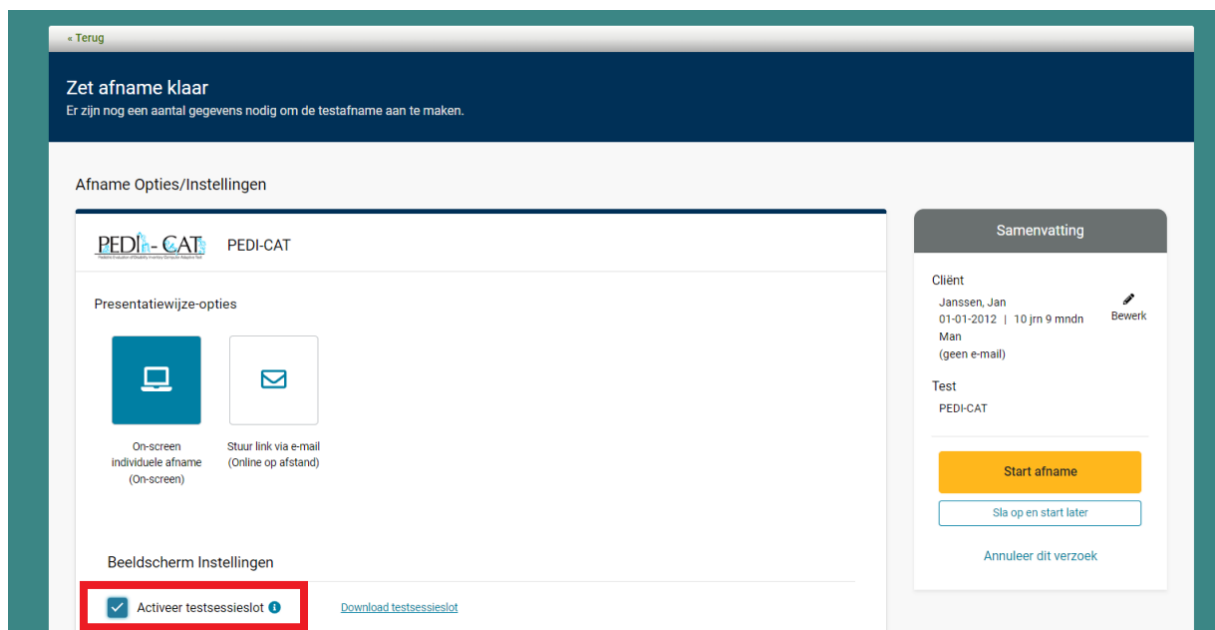 « Terug
Zet afname klaar
Er zijn nog een aantal gegevens nodig om de testafname aan te maken.
Afname Opties/Instellingen
PEDI-CAT
PEDI-CAT
Presentatiewijze-opties
On-screen
individuele afname
(On-screen)
Stuur link via e-mail
(Online op afstand)
Beeldscherm Instellingen
Activeer testsessieslot
Download testsessieslot
Samenvatting
Cliënt
Janssen, Jan
01-01-2012 | 10 jrn 9 mndn
Man
(geen e-mail)
Bewerk
Test
PEDI-CAT
Start afname
Sla op en start later
Annuleer dit verzoek